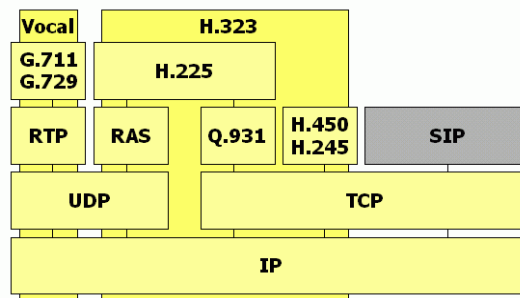 Vocal
H.323
G.711
G.729
H.225
RTP
RAS
Q.931
H.450
H.245
SIP
UDP
TCP
IP